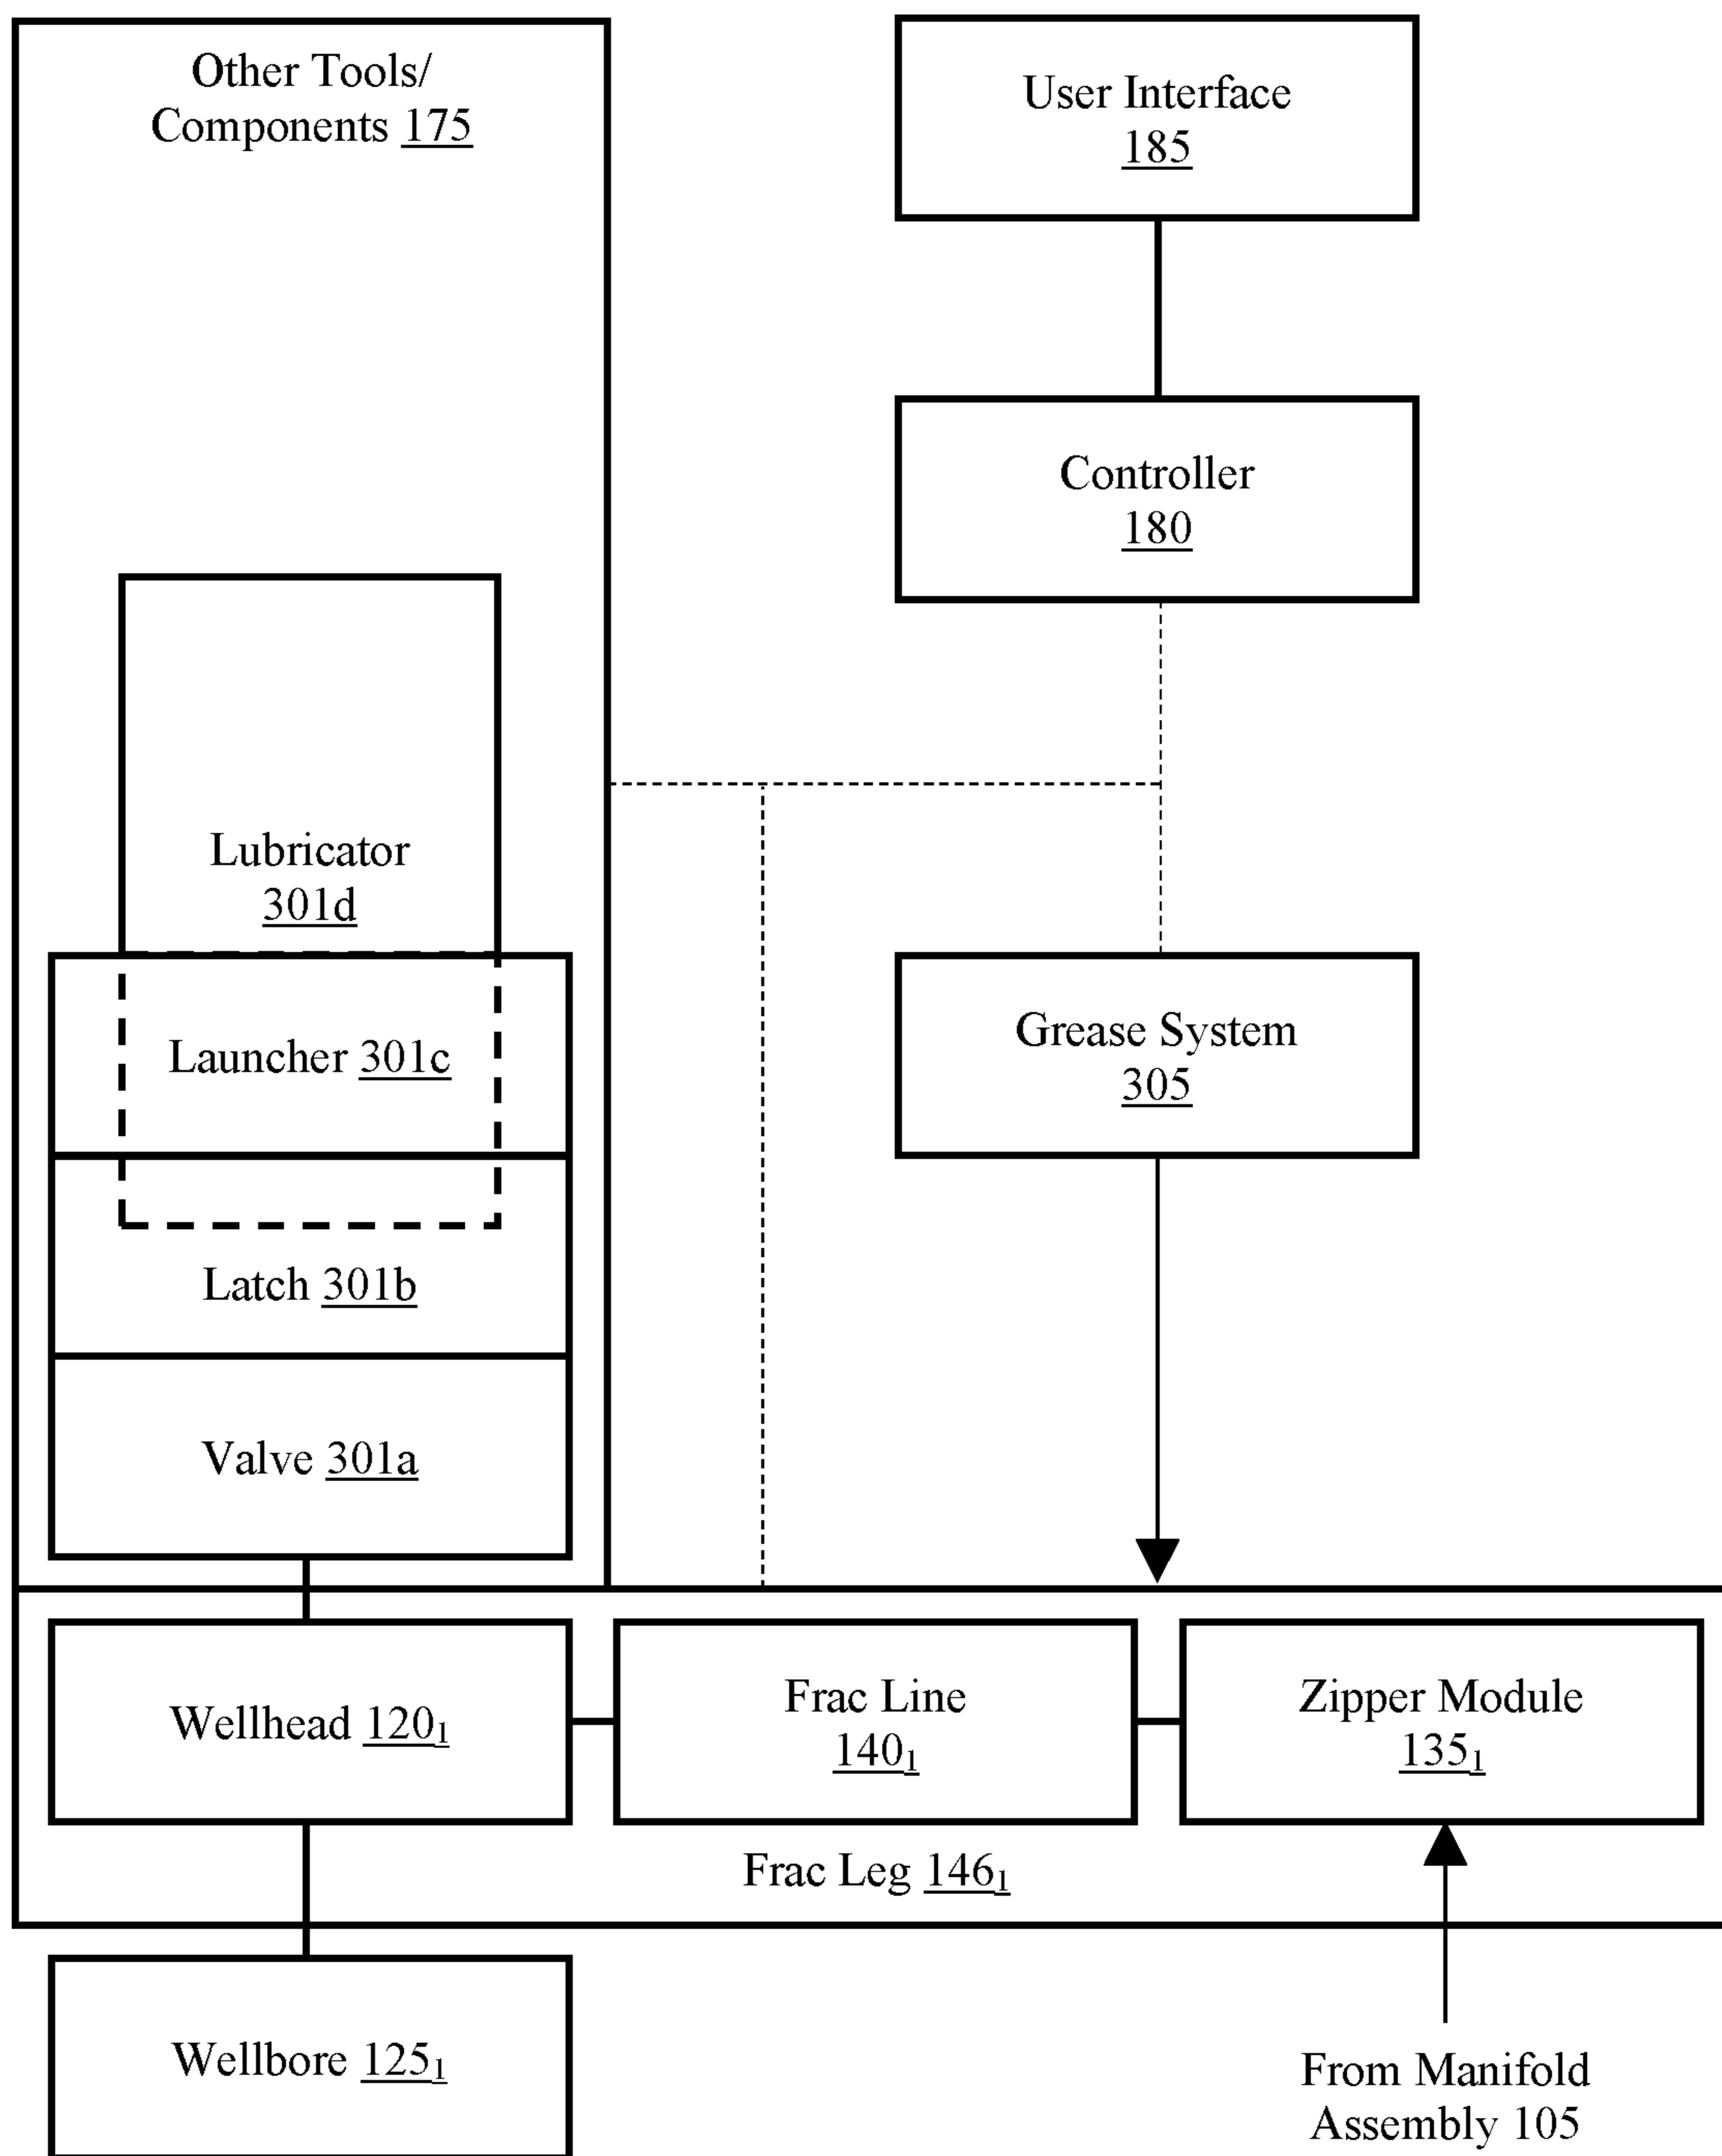 Other Tools/
Components 175
User Interface
185
Controller
180
Lubricator
301d
Launcher 301c
Grease System
305
Latch 301b
Valve 301a
Wellhead 120₁
Frac Line
140₁
Zipper Module
135₁
Frac Leg 146₁
Wellbore 125₁
From Manifold
Assembly 105